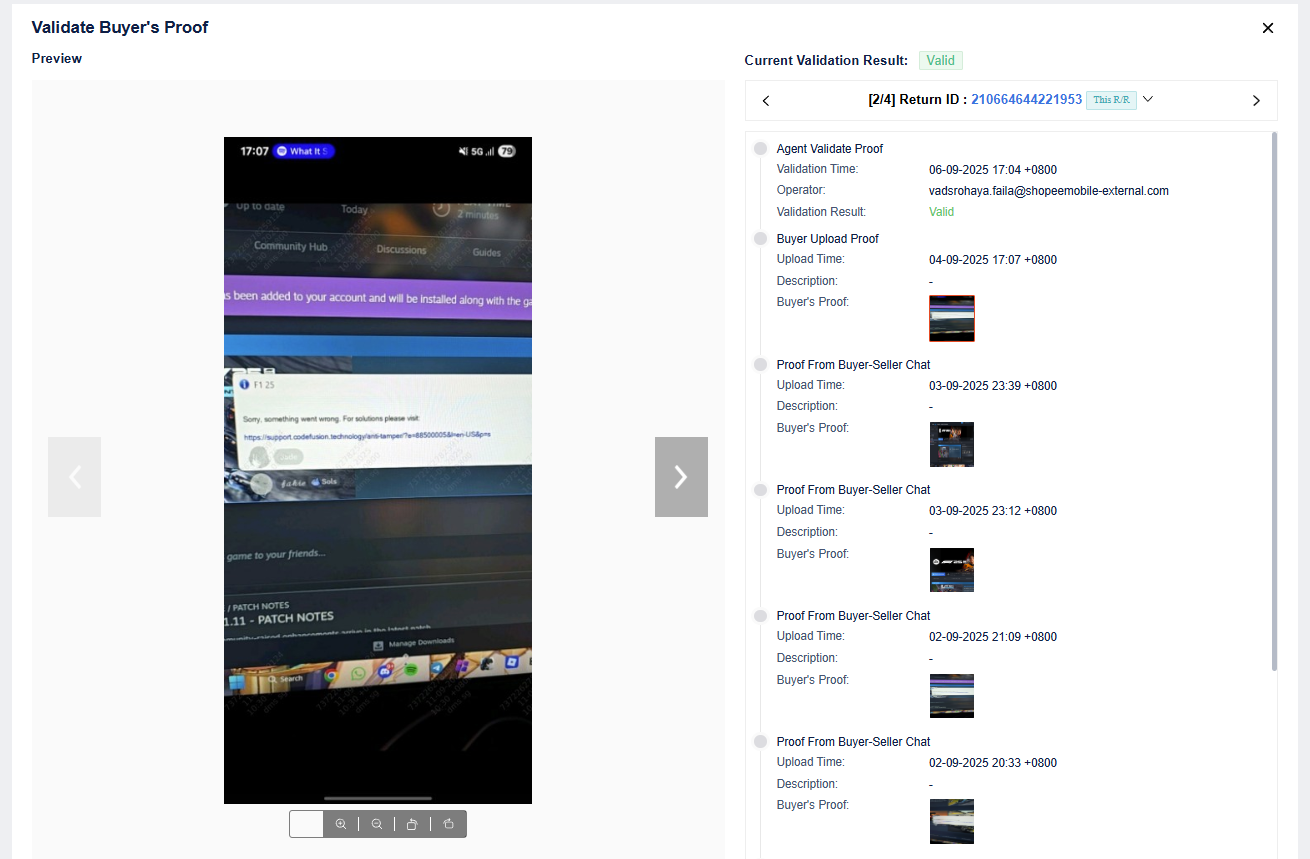 Validate Buyer's Proof
Preview
Current Validation Result: Valid
[2/4] Return ID : 210664644221953 This R/R
17:07 What It S 5G 79
Up to date
Today
2 minutes
Community Hub Discussions Guides
s been added to your account and will be installed along with the ga
F1 25
Sorry, something went wrong. For solutions please visit:
https://support.codefusion.technology/anti-tamper/?e=88500005&l=en-US&p=s
game to your friends...
/ PATCH NOTES
1.11 - PATCH NOTES
Manage Downloads
Search
Agent Validate Proof
Validation Time: 06-09-2025 17:04 +0800
Operator: vadsrohaya.faila@shopeemobile-external.com
Validation Result: Valid
Buyer Upload Proof
Upload Time: 04-09-2025 17:07 +0800
Description: -
Buyer's Proof:
Proof From Buyer-Seller Chat
Upload Time: 03-09-2025 23:39 +0800
Description: -
Buyer's Proof:
Proof From Buyer-Seller Chat
Upload Time: 03-09-2025 23:12 +0800
Description: -
Buyer's Proof:
Proof From Buyer-Seller Chat
Upload Time: 02-09-2025 21:09 +0800
Description: -
Buyer's Proof:
Proof From Buyer-Seller Chat
Upload Time: 02-09-2025 20:33 +0800
Description: -
Buyer's Proof: